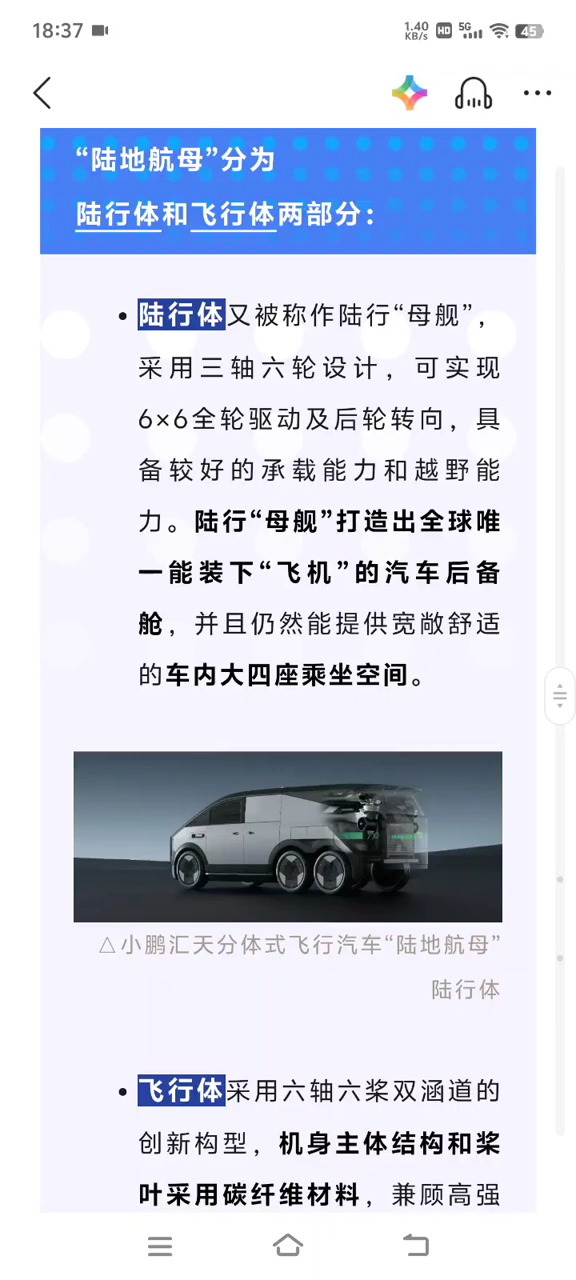 18:37
1.40
KB/s
HD
5G
45
“陆地航母”分为
陆行体和飞行体两部分：
陆行体又被称作陆行“母舰”，
采用三轴六轮设计，可实现
6×6全轮驱动及后轮转向，具
备较好的承载能力和越野能
力。陆行“母舰”打造出全球唯
一能装下“飞机”的汽车后备
舱，并且仍然能提供宽敞舒适
的车内大四座乘坐空间。
△小鹏汇天分体式飞行汽车“陆地航母”
陆行体
飞行体采用六轴六桨双涵道的
创新构型，机身主体结构和桨
叶采用碳纤维材料，兼顾高强